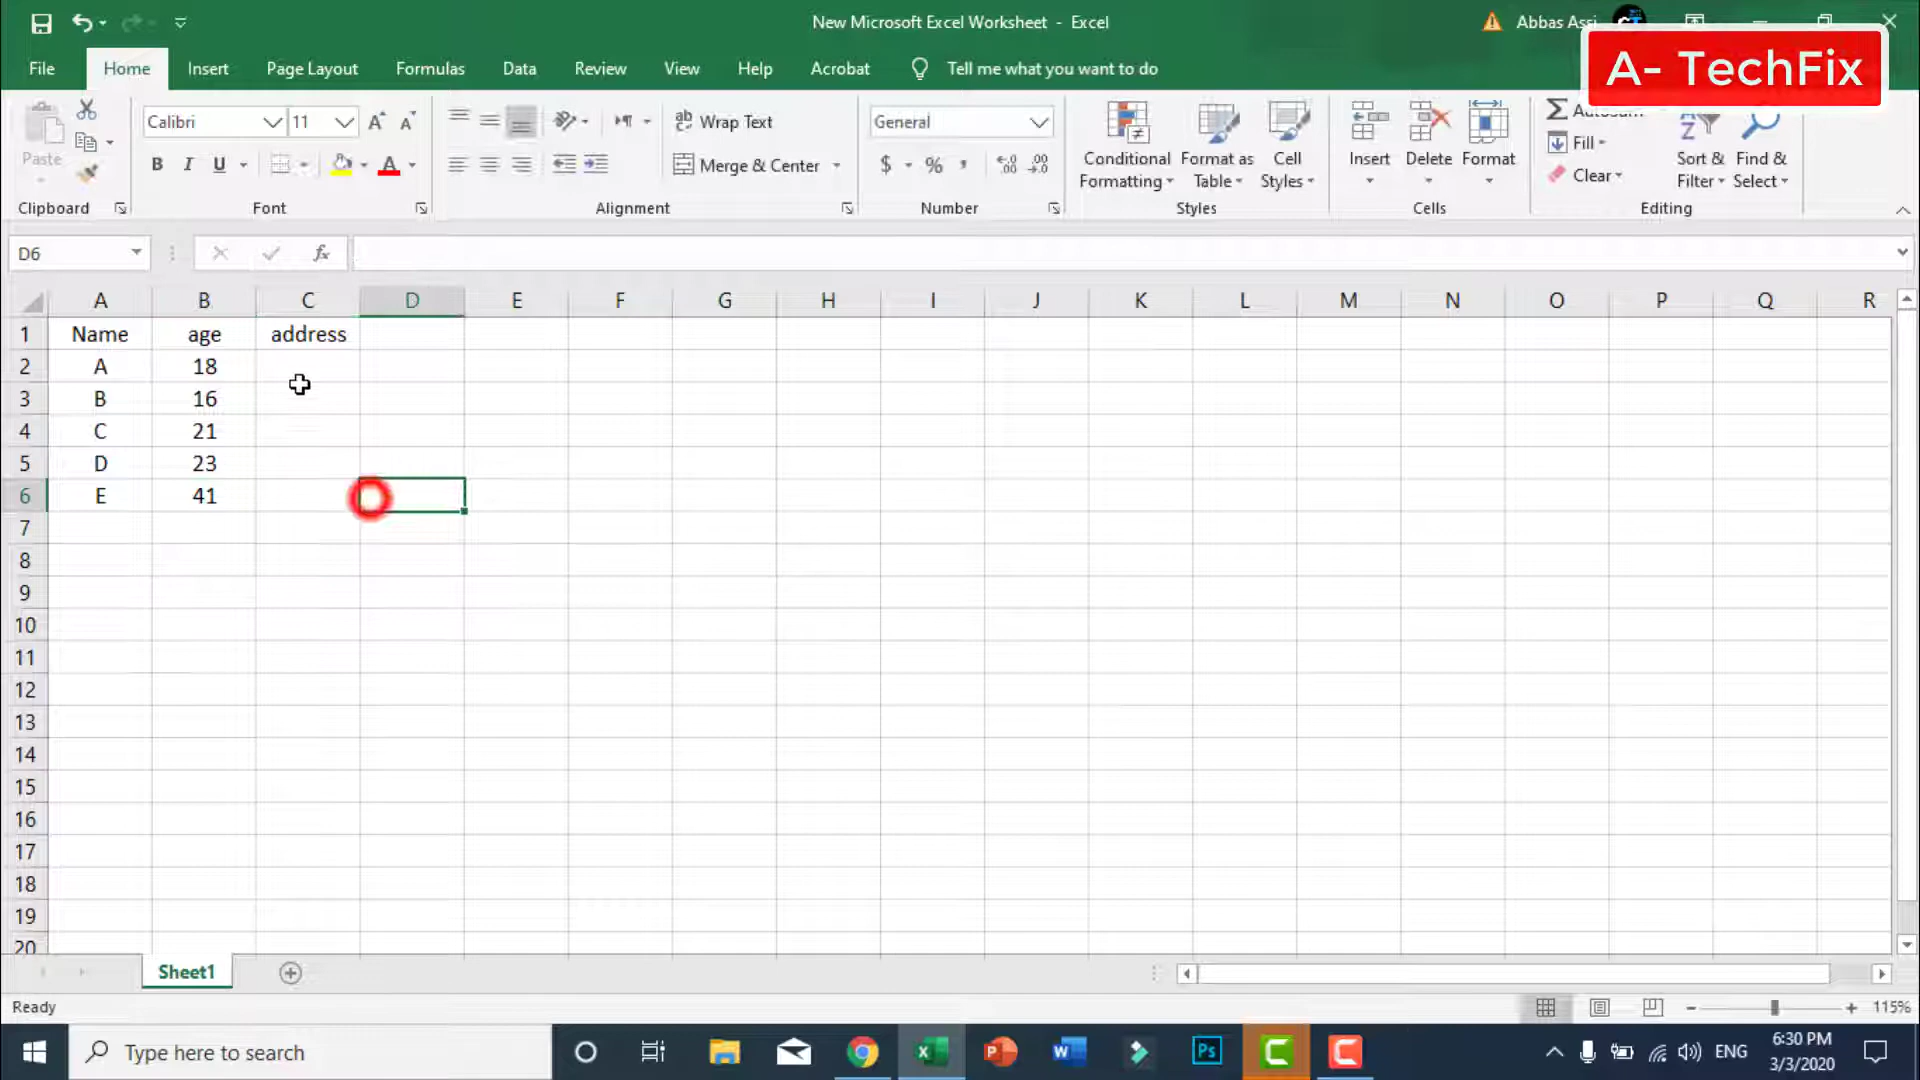 New Microsoft Excel Worksheet - Excel
Abbas Assi
A- TechFix
File Home Insert Page Layout Formulas Data Review View Help Acrobat Tell me what you want to do
Paste
Clipboard
Calibri 11
B I U A
Font
Wrap Text
Merge & Center
Alignment
General
$ % ,
Number
Conditional Formatting
Format as Table
Cell Styles
Styles
Insert Delete Format
Cells
Fill
Clear
Sort & Filter
Find & Select
Editing
D6 fx
A B C D E F G H I J K L M N O P Q R
1 Name age address
2 A 18
3 B 16
4 C 21
5 D 23
6 E 41
7
8
9
10
11
12
13
14
15
16
17
18
19
20
Sheet1
Ready
115%
Type here to search
ENG
6:30 PM
3/3/2020